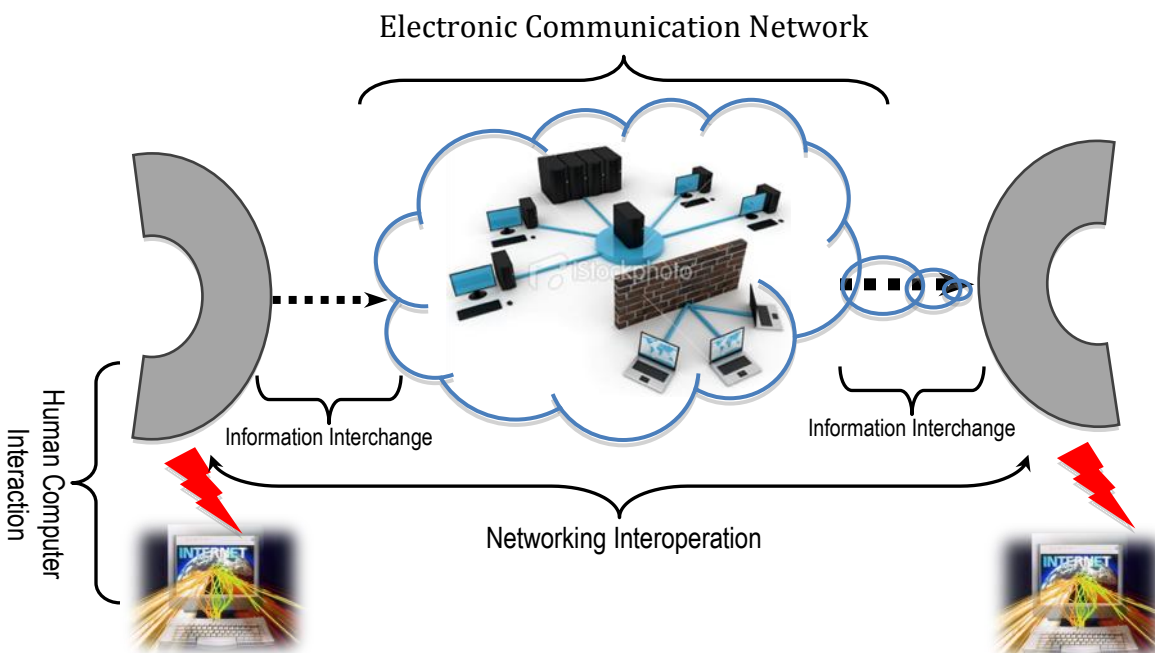 Electronic Communication Network
iStockphoto
Information Interchange
Information Interchange
Human Computer
Interaction
Networking Interoperation
INTERNET
INTERNET